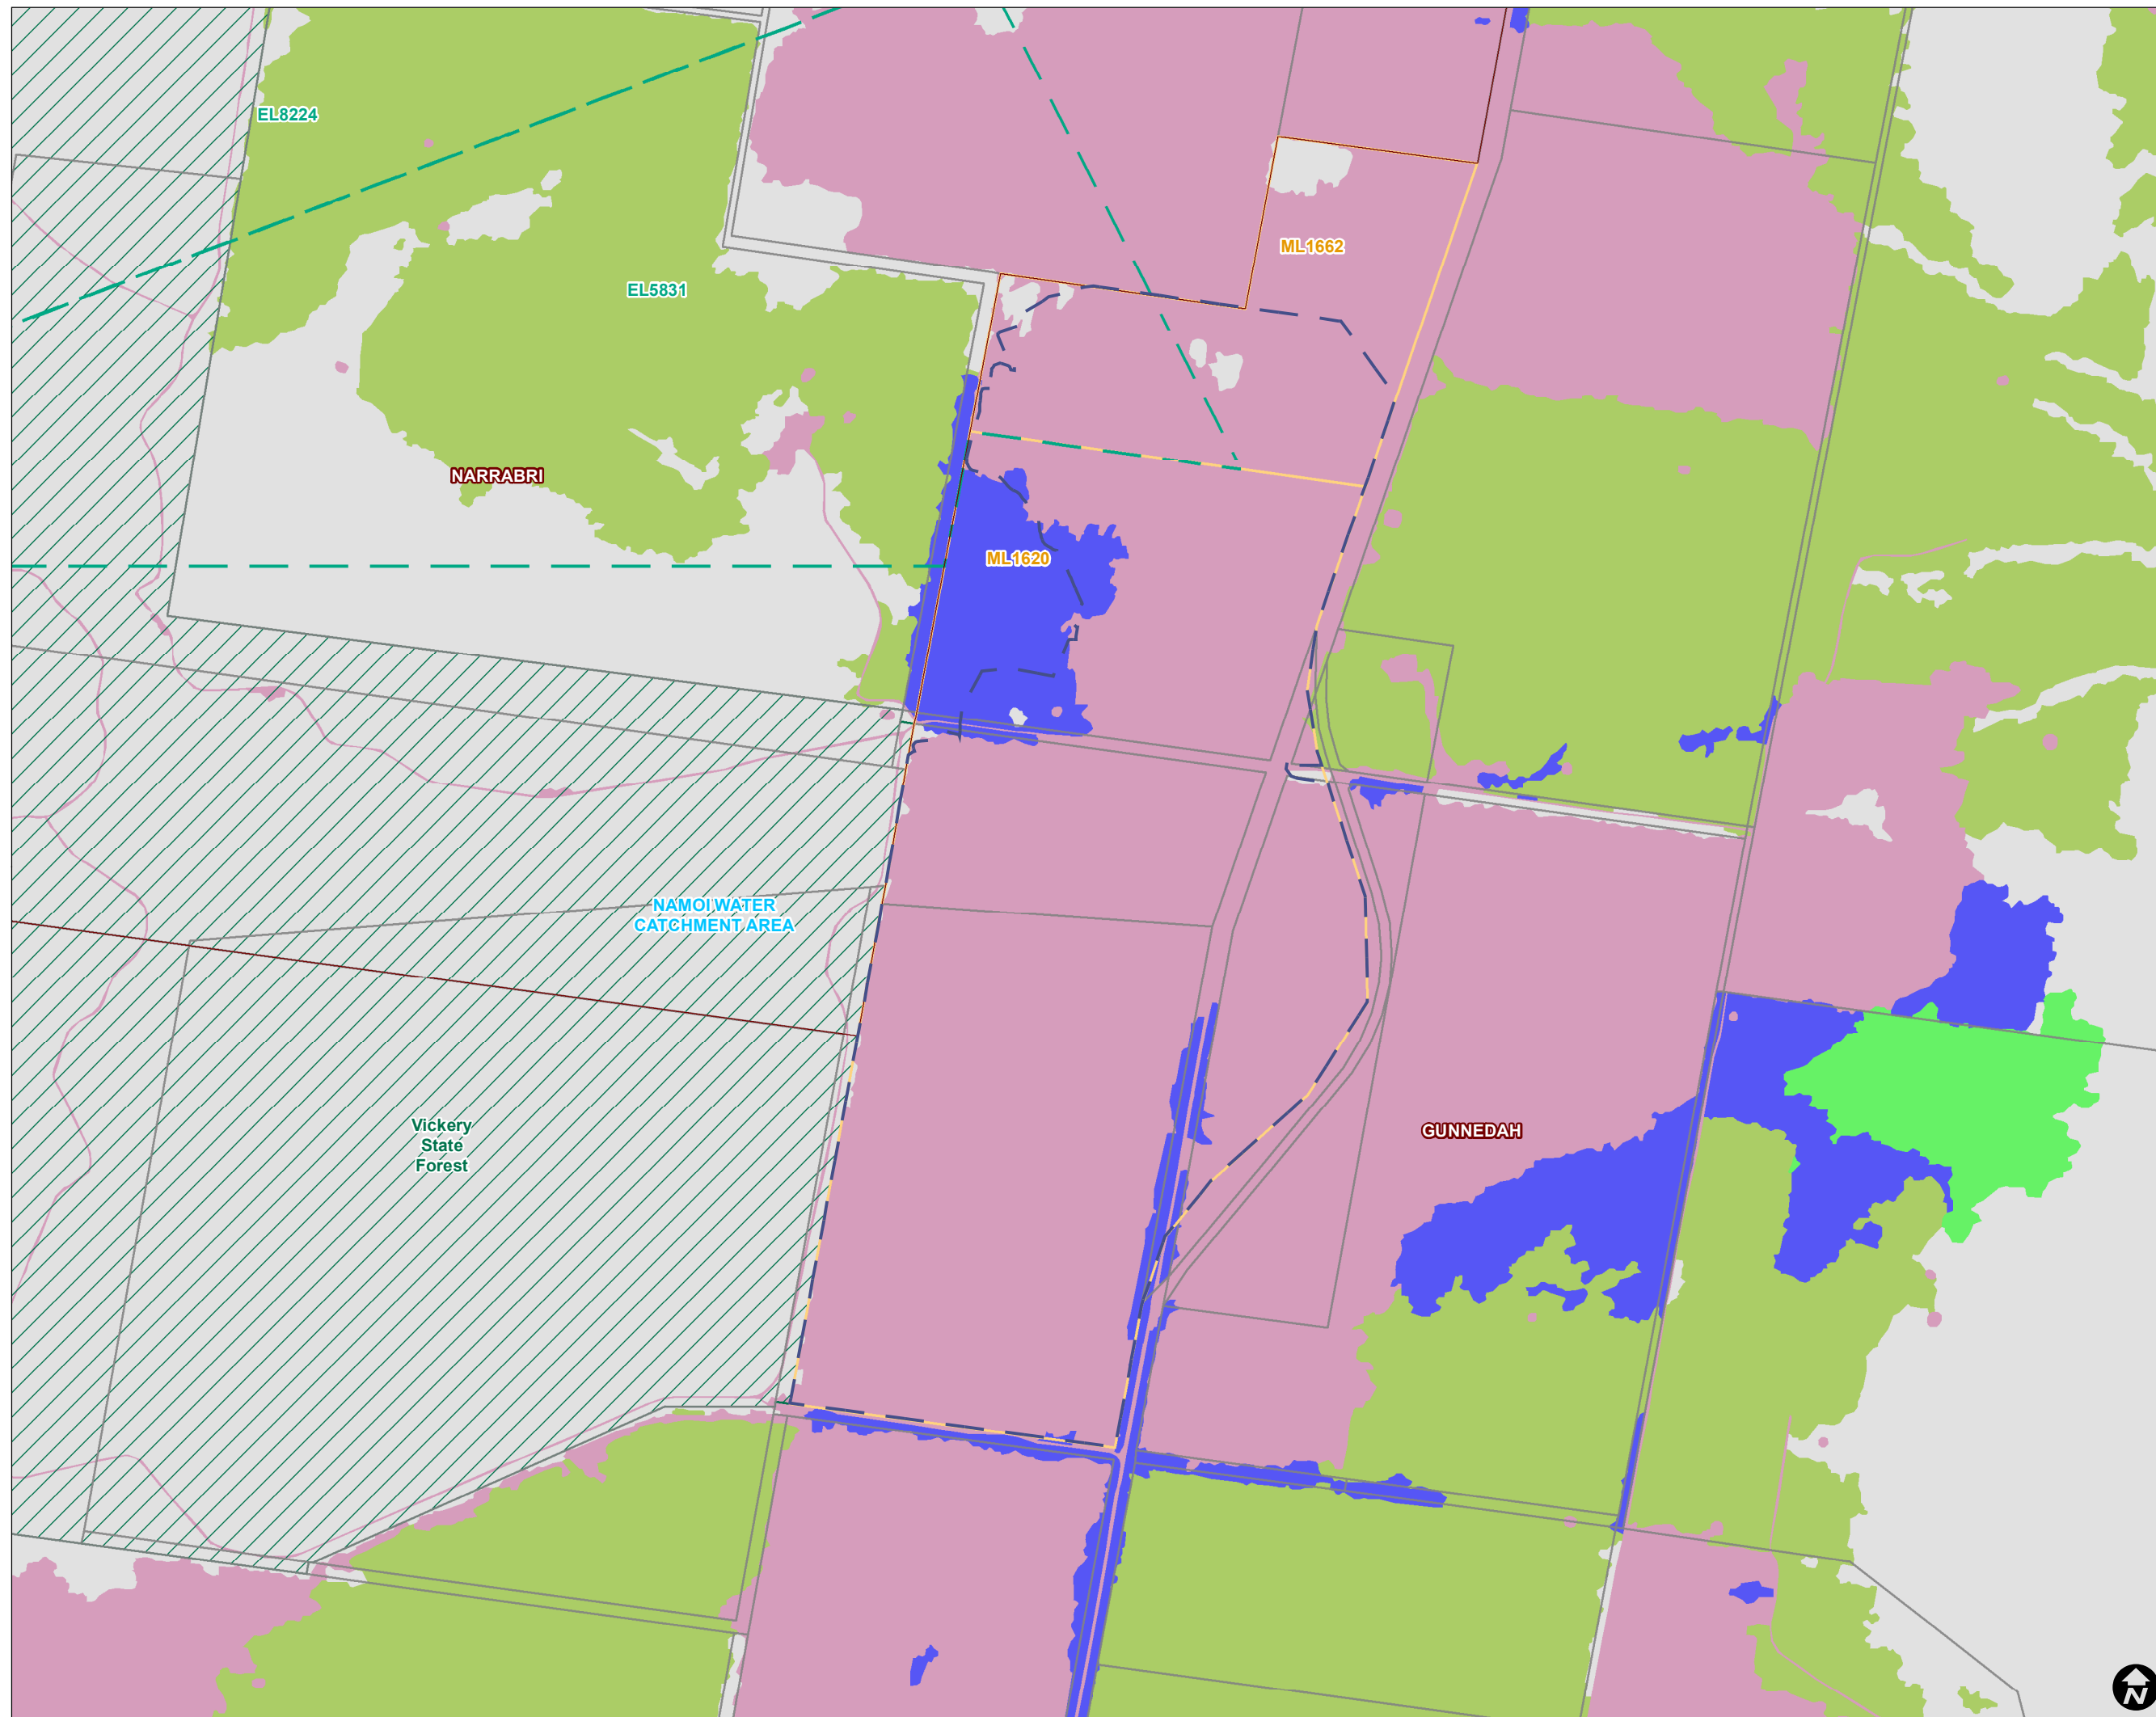 EL8224
ML1662
EL5831
NARRABRI
ML1620
NAMOI WATER
CATCHMENT AREA
Vickery
State
Forest
GUNNEDAH
N